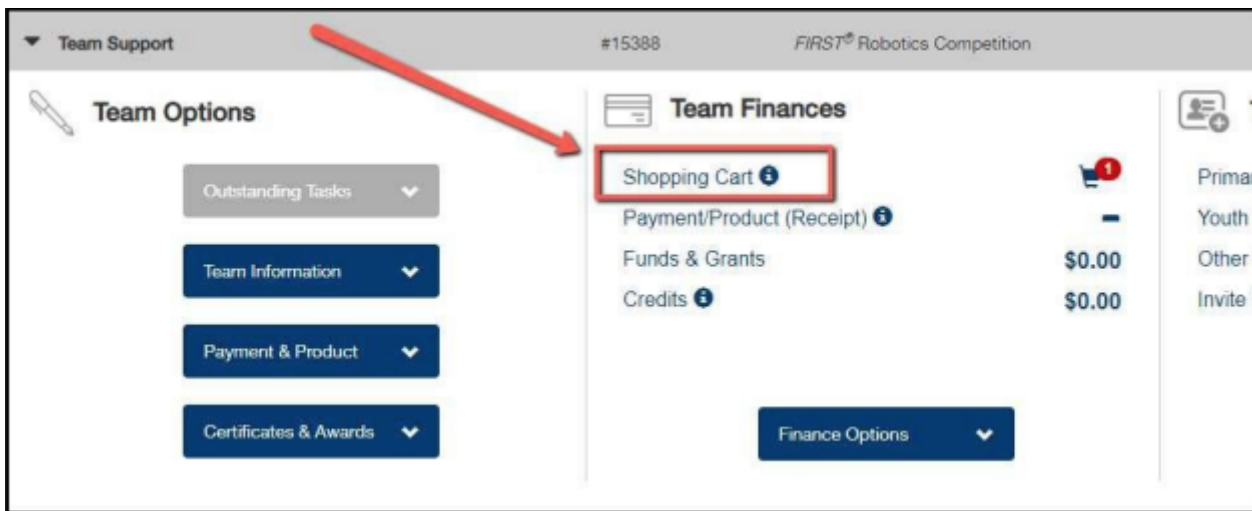 Team Support #15388 FIRST® Robotics Competition
Team Options
Outstanding Tasks
Team Information
Payment & Product
Certificates & Awards
Team Finances
Shopping Cart 1
Payment/Product (Receipt) –
Funds & Grants $0.00
Credits $0.00
Finance Options
Youth
Other
Invite